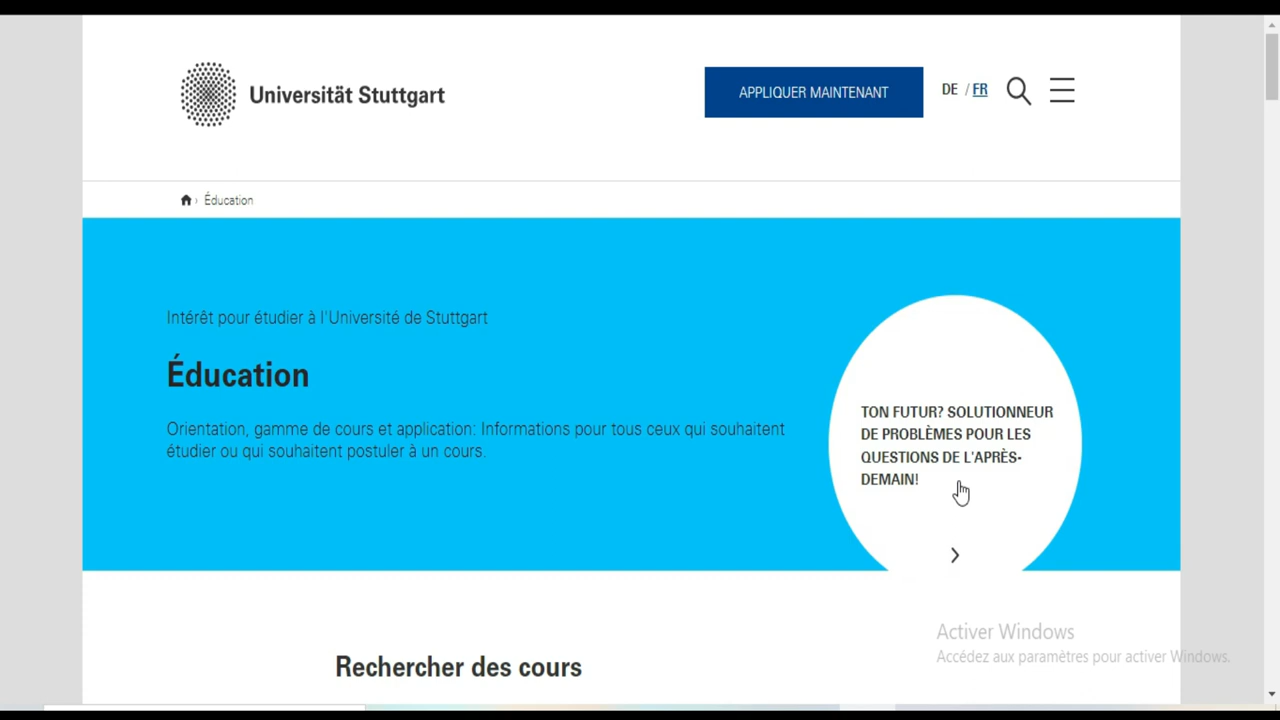 Universität Stuttgart
APPLIQUER MAINTENANT
DE / FR
› Éducation
Intérêt pour étudier à l'Université de Stuttgart
Éducation
Orientation, gamme de cours et application: Informations pour tous ceux qui souhaitent
étudier ou qui souhaitent postuler à un cours.
TON FUTUR? SOLUTIONNEUR
DE PROBLÈMES POUR LES
QUESTIONS DE L'APRÈS-
DEMAIN!
Rechercher des cours
Activer Windows
Accédez aux paramètres pour activer Windows.